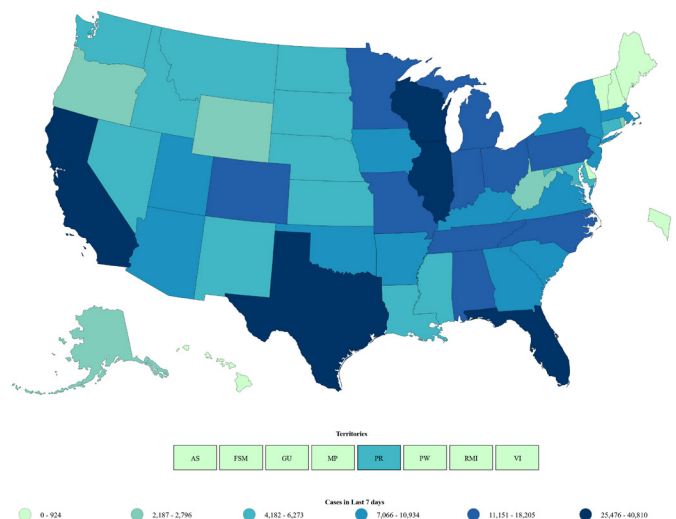 Territories
AS FSM GU MP PR PW RMI VI
Cases in Last 7 days
0 - 924 2,187 - 2,796 4,182 - 6,273 7,066 - 10,934 11,151 - 18,205 25,476 - 40,810